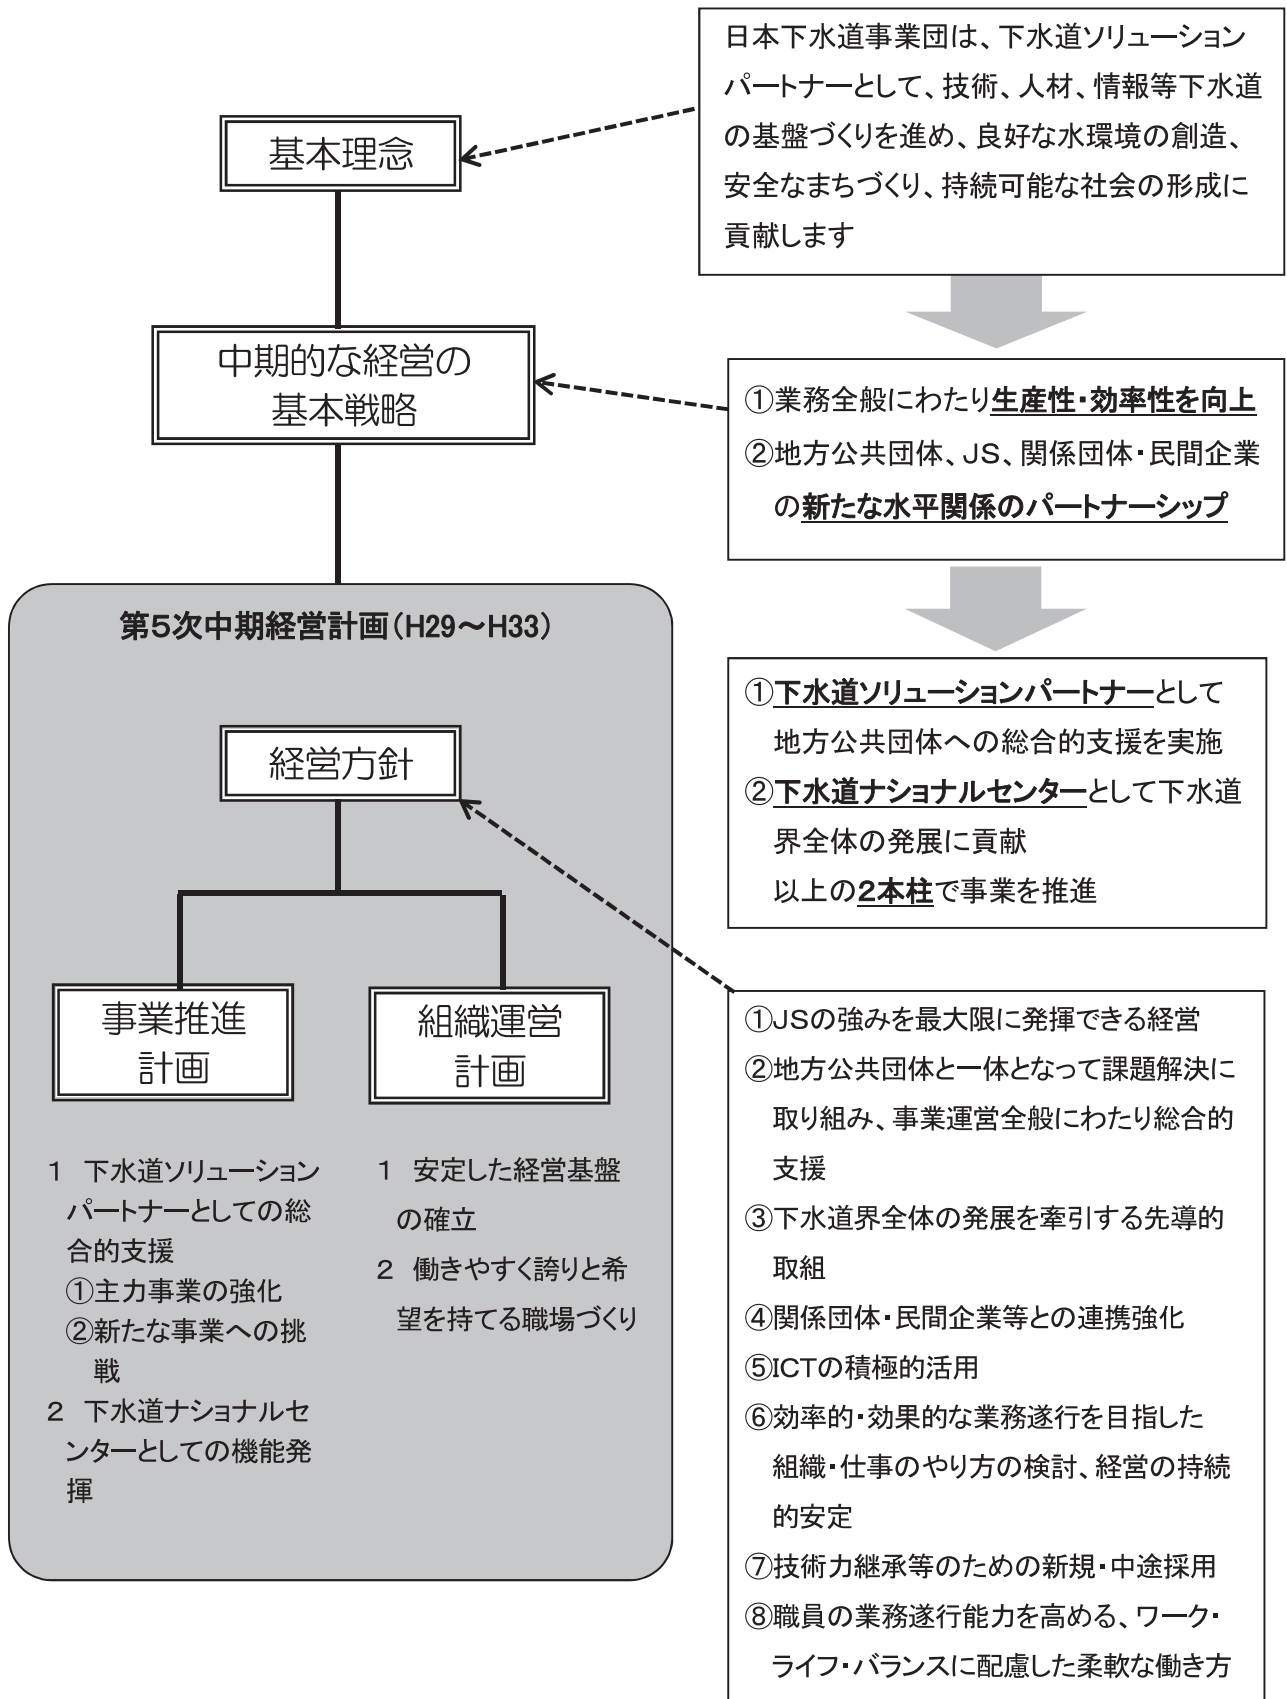 日本下水道事業団は、下水道ソリューション
パートナーとして、技術、人材、情報等下水道
の基盤づくりを進め、良好な水環境の創造、
安全なまちづくり、持続可能な社会の形成に
貢献します
基本理念
中期的な経営の
基本戦略
①業務全般にわたり生産性・効率性を向上
②地方公共団体、JS、関係団体・民間企業
の新たな水平関係のパートナーシップ
第5次中期経営計画(H29～H33)
①下水道ソリューションパートナーとして
地方公共団体への総合的支援を実施
②下水道ナショナルセンターとして下水道
界全体の発展に貢献
以上の2本柱で事業を推進
経営方針
事業推進
計画
組織運営
計画
1 下水道ソリューション
パートナーとしての総
合的支援
①主力事業の強化
②新たな事業への挑
戦
2 下水道ナショナルセ
ンターとしての機能発
揮
1 安定した経営基盤
の確立
2 働きやすく誇りと希
望を持てる職場づくり
①JSの強みを最大限に発揮できる経営
②地方公共団体と一体となって課題解決に
取り組み、事業運営全般にわたり総合的
支援
③下水道界全体の発展を牽引する先導的
取組
④関係団体・民間企業等との連携強化
⑤ICTの積極的活用
⑥効率的・効果的な業務遂行を目指した
組織・仕事のやり方の検討、経営の持続
的安定
⑦技術力継承等のための新規・中途採用
⑧職員の業務遂行能力を高める、ワーク・
ライフ・バランスに配慮した柔軟な働き方